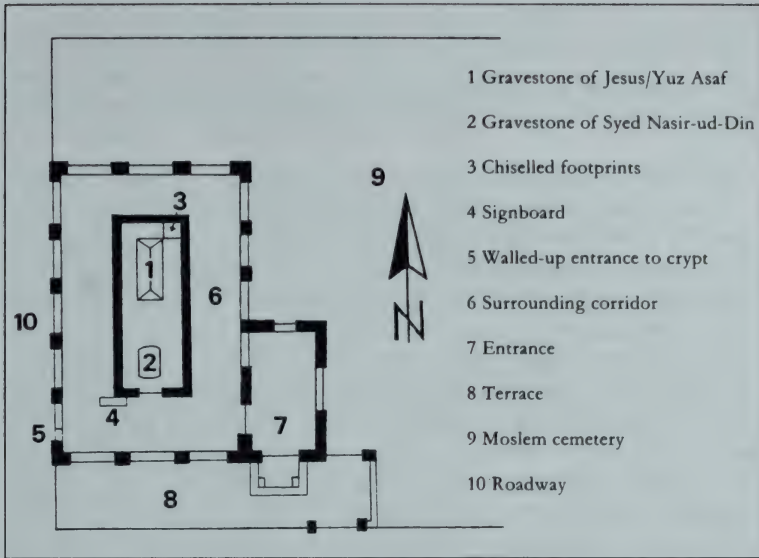 1 Gravestone of Jesus/Yuz Asaf
2 Gravestone of Syed Nasir-ud-Din
3 Chiselled footprints
4 Signboard
5 Walled-up entrance to crypt
6 Surrounding corridor
7 Entrance
8 Terrace
9 Moslem cemetery
10 Roadway
9
3
1
6
N
10
2
4
5
7
8